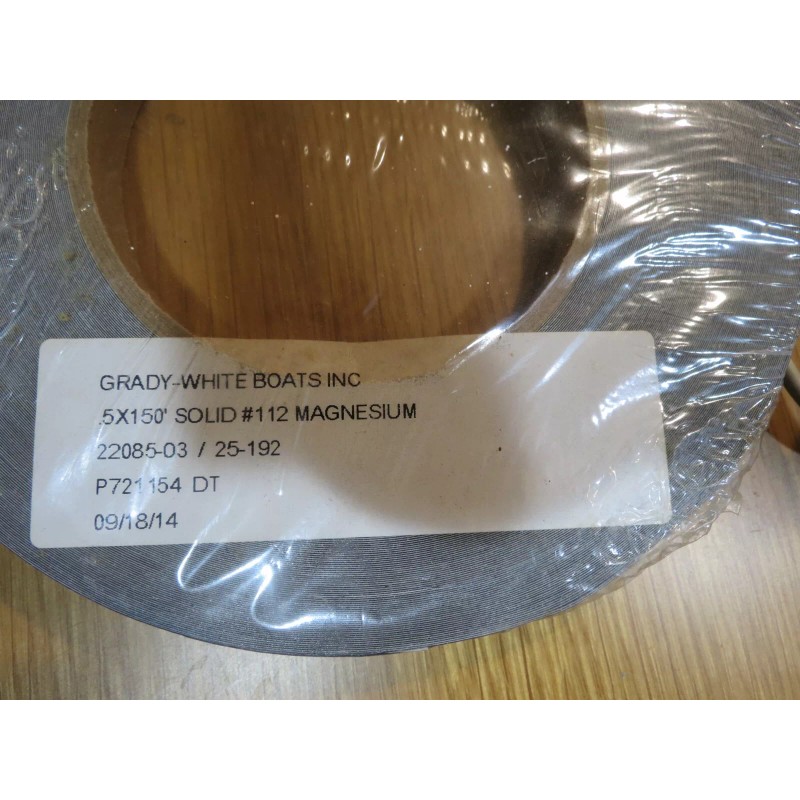 GRADY-WHITE BOATS INC
.5X150' SOLID #112 MAGNESIUM
22085-03 / 25-192
P721154 DT
09/18/14